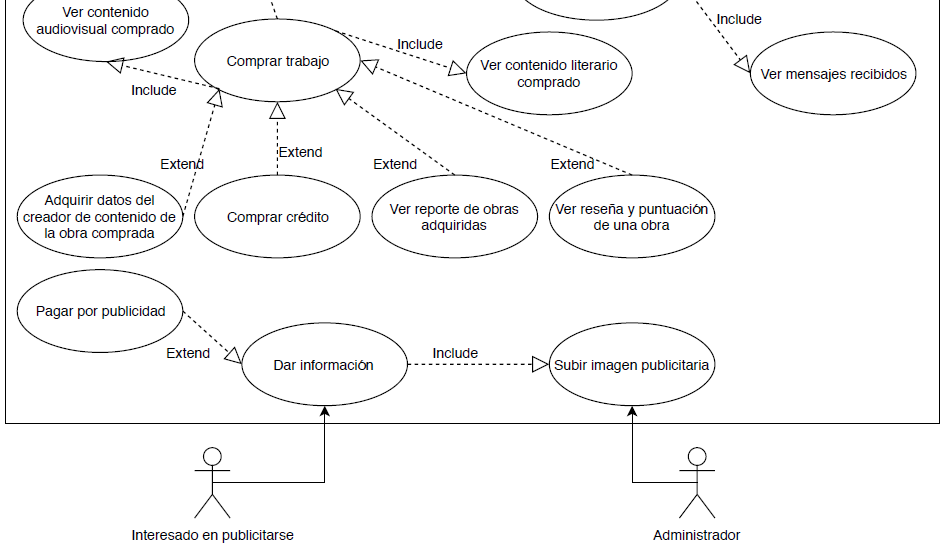 Ver contenido
audiovisual comprado
Include
Comprar trabajo
Include
Ver contenido literario
comprado
Ver mensajes recibidos
Include
Extend
Extend
Extend
Extend
Adquirir datos del
creador de contenido de
la obra comprada
Comprar crédito
Ver reporte de obras
adquiridas
Ver reseña y puntuación
de una obra
Pagar por publicidad
Extend
Dar información
Include
Subir imagen publicitaria
Interesado en publicitarse
Administrador